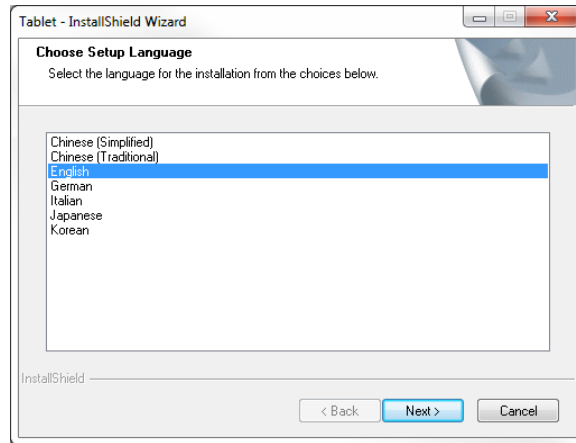 Tablet - InstallShield Wizard
Choose Setup Language
Select the language for the installation from the choices below.
Chinese (Simplified)
Chinese (Traditional)
English
German
Italian
Japanese
Korean
InstallShield
< Back
Next >
Cancel